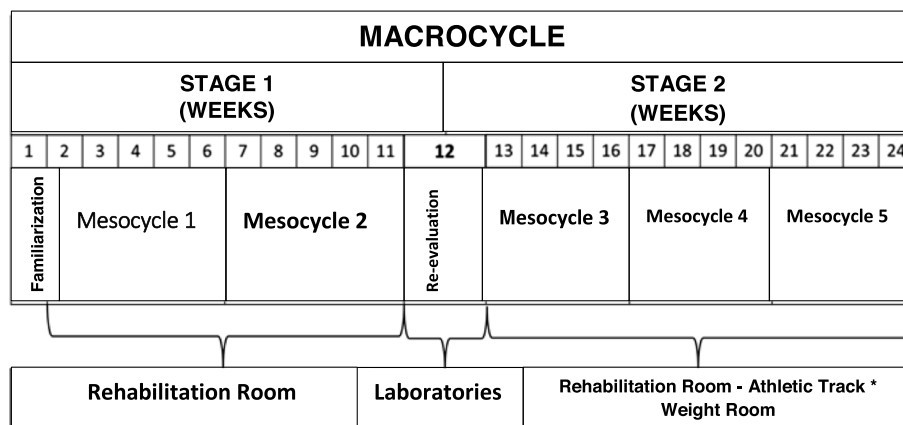 MACROCYCLE
STAGE 1
(WEEKS)
STAGE 2
(WEEKS)
1 2 3 4 5 6 7 8 9 10 11 12 13 14 15 16 17 18 19 20 21 22 23 24
Familiarization
Mesocycle 1
Mesocycle 2
Re-evaluation
Mesocycle 3
Mesocycle 4
Mesocycle 5
Rehabilitation Room
Laboratories
Rehabilitation Room - Athletic Track *
Weight Room